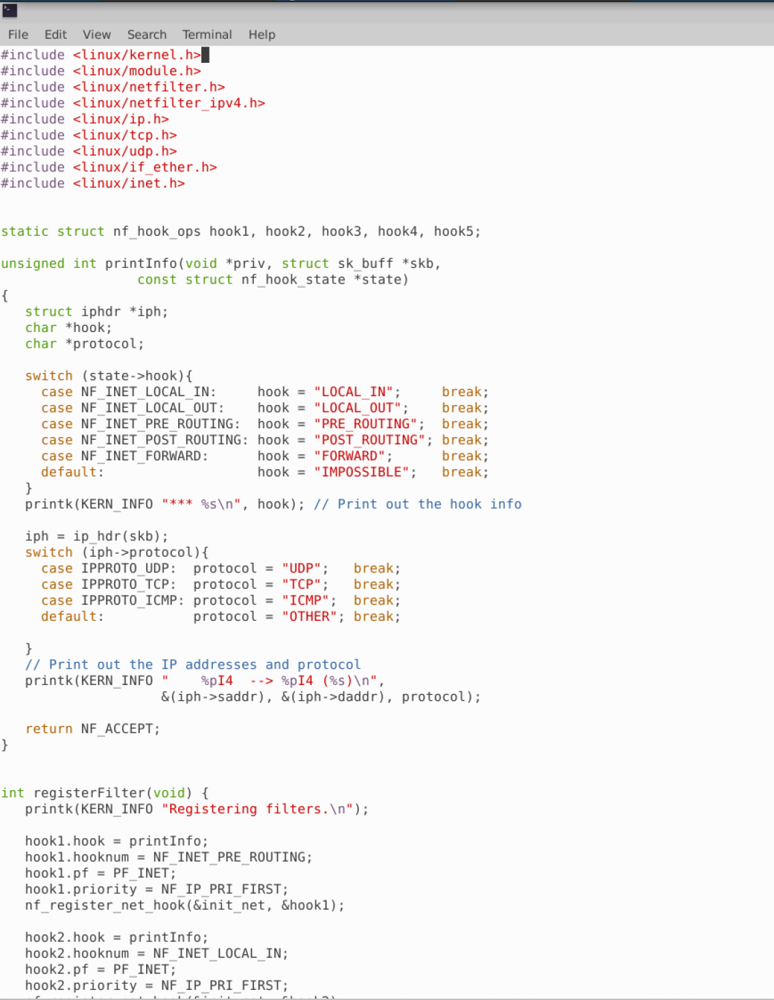 File Edit View Search Terminal Help
#include <linux/kernel.h>
#include <linux/module.h>
#include <linux/netfilter.h>
#include <linux/netfilter_ipv4.h>
#include <linux/ip.h>
#include <linux/tcp.h>
#include <linux/udp.h>
#include <linux/if_ether.h>
#include <linux/inet.h>


static struct nf_hook_ops hook1, hook2, hook3, hook4, hook5;

unsigned int printInfo(void *priv, struct sk_buff *skb,
                 const struct nf_hook_state *state)
{
   struct iphdr *iph;
   char *hook;
   char *protocol;

   switch (state->hook){
     case NF_INET_LOCAL_IN:     hook = "LOCAL_IN";     break;
     case NF_INET_LOCAL_OUT:    hook = "LOCAL_OUT";    break;
     case NF_INET_PRE_ROUTING:  hook = "PRE_ROUTING";  break;
     case NF_INET_POST_ROUTING: hook = "POST_ROUTING"; break;
     case NF_INET_FORWARD:      hook = "FORWARD";      break;
     default:                   hook = "IMPOSSIBLE";   break;
   }
   printk(KERN_INFO "*** %s\n", hook); // Print out the hook info

   iph = ip_hdr(skb);
   switch (iph->protocol){
     case IPPROTO_UDP:  protocol = "UDP";   break;
     case IPPROTO_TCP:  protocol = "TCP";   break;
     case IPPROTO_ICMP: protocol = "ICMP";  break;
     default:           protocol = "OTHER"; break;

   }
   // Print out the IP addresses and protocol
   printk(KERN_INFO "    %pI4  --> %pI4 (%s)\n",
                    &(iph->saddr), &(iph->daddr), protocol);

   return NF_ACCEPT;
}


int registerFilter(void) {
   printk(KERN_INFO "Registering filters.\n");

   hook1.hook = printInfo;
   hook1.hooknum = NF_INET_PRE_ROUTING;
   hook1.pf = PF_INET;
   hook1.priority = NF_IP_PRI_FIRST;
   nf_register_net_hook(&init_net, &hook1);

   hook2.hook = printInfo;
   hook2.hooknum = NF_INET_LOCAL_IN;
   hook2.pf = PF_INET;
   hook2.priority = NF_IP_PRI_FIRST;